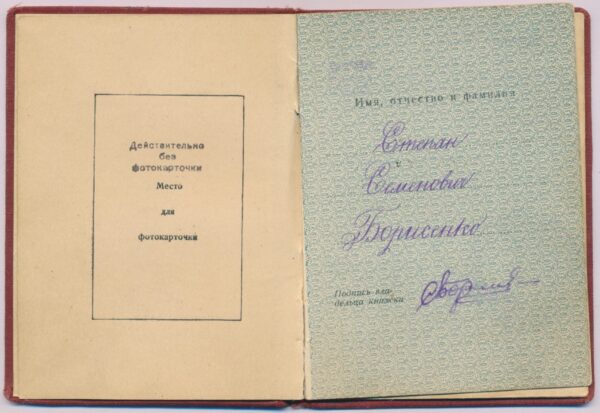 Действительно
без
фотокарточки
Место
для
фотокарточки
Имя, отчество и фамилия
Степан
Семенович
Борисенко
Подпись вла-
дельца книжки